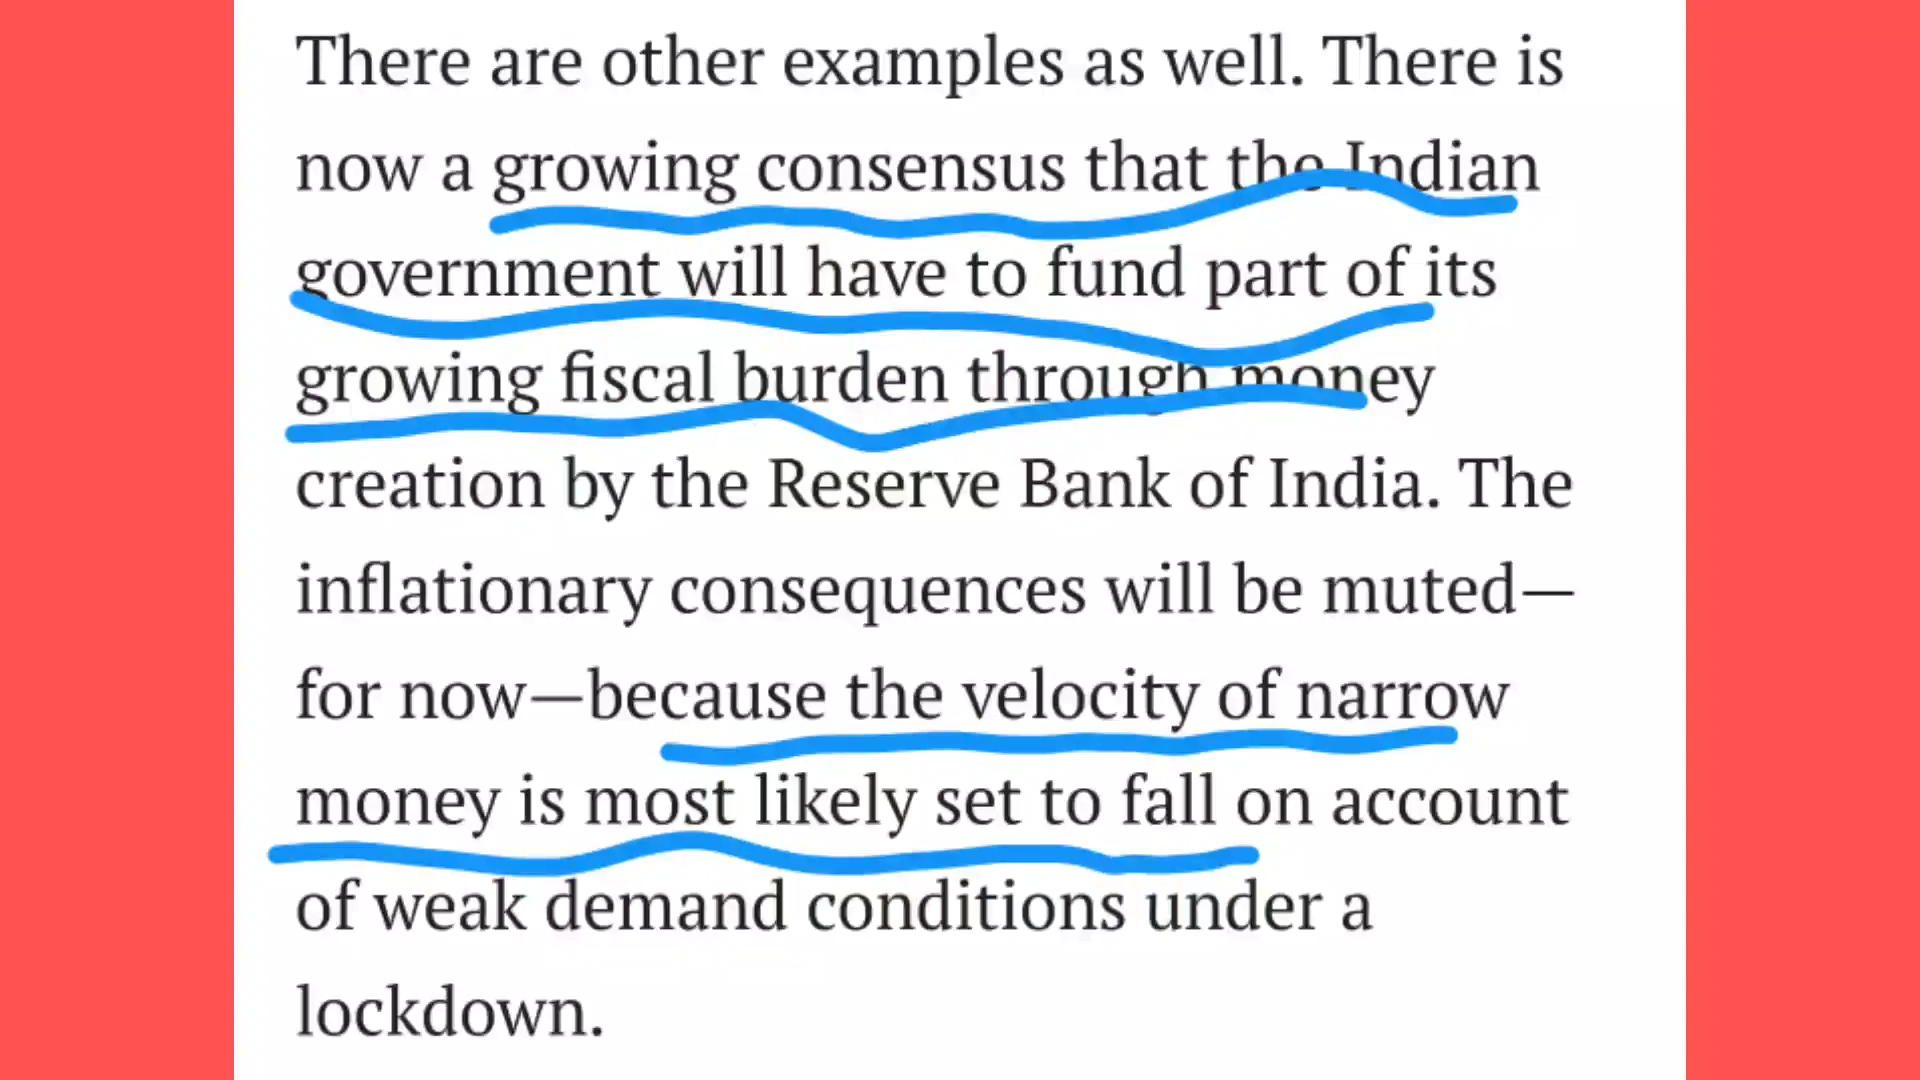 There are other examples as well. There is
now a growing consensus that the Indian
government will have to fund part of its
growing fiscal burden through money
creation by the Reserve Bank of India. The
inflationary consequences will be muted—
for now—because the velocity of narrow
money is most likely set to fall on account
of weak demand conditions under a
lockdown.